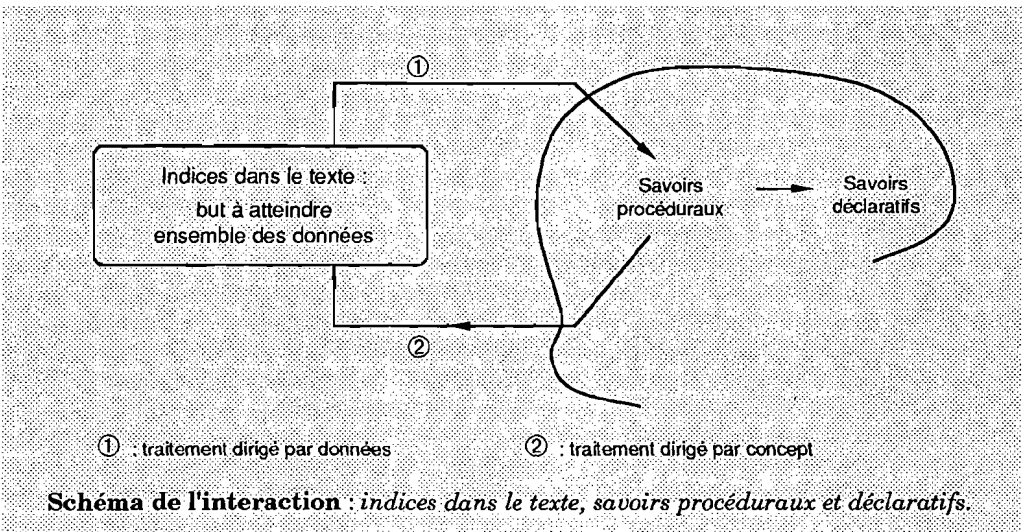 ①
Indices dans le texte :
but à atteindre
ensemble des données
Savoirs
procéduraux
Savoirs
déclaratifs
②
① : traitement dirigé par données
② : traitement dirigé par concept
Schéma de l'interaction : indices dans le texte, savoirs procéduraux et déclaratifs.